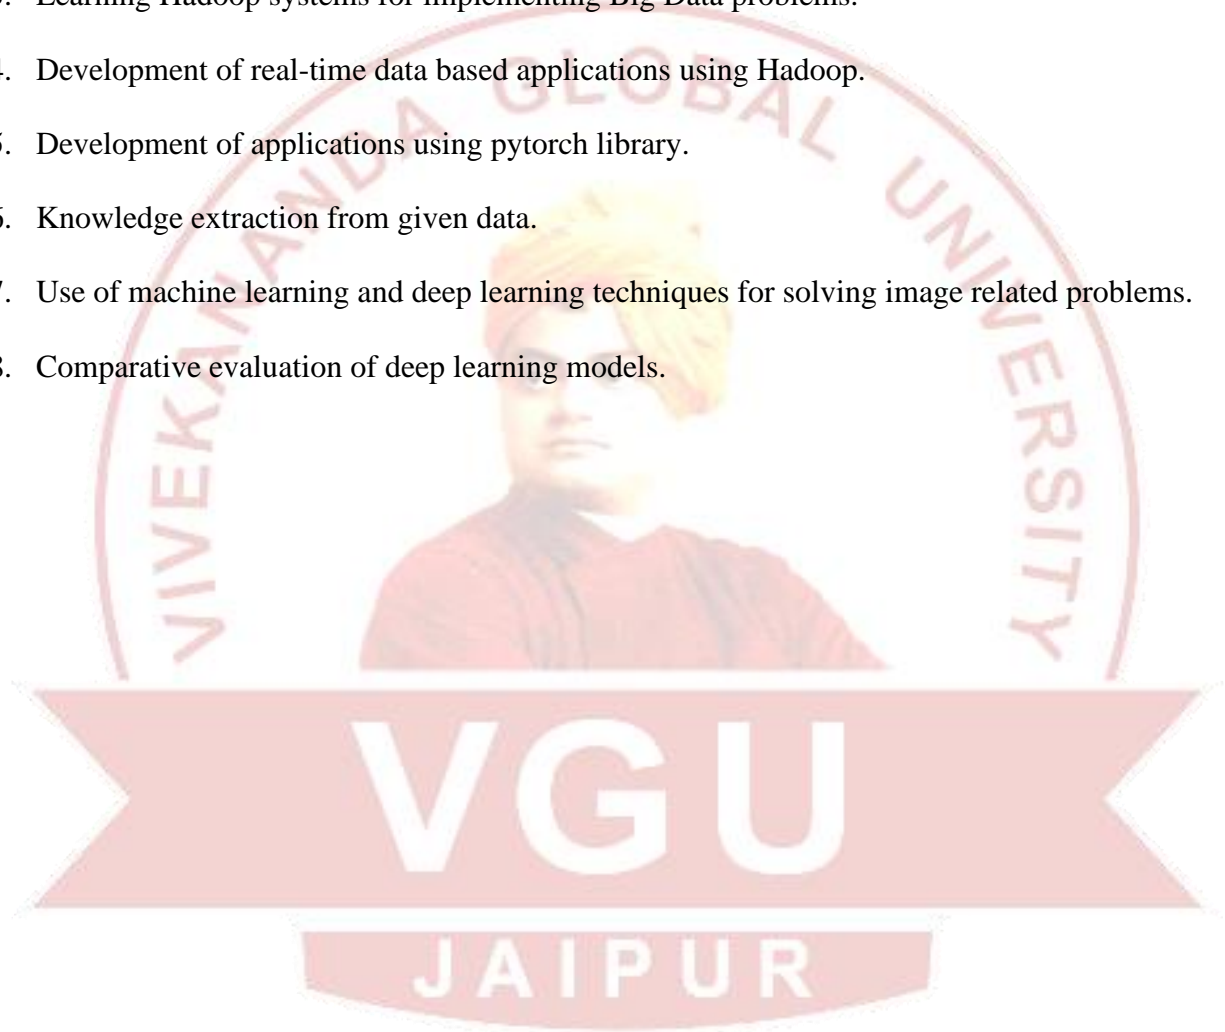 3. Learning Hadoop systems for implementing Big Data problems.
4. Development of real-time data based applications using Hadoop.
5. Development of applications using pytorch library.
6. Knowledge extraction from given data.
7. Use of machine learning and deep learning techniques for solving image related problems.
8. Comparative evaluation of deep learning models.
VIVEKANANDA GLOBAL UNIVERSITY
VGU
JAIPUR